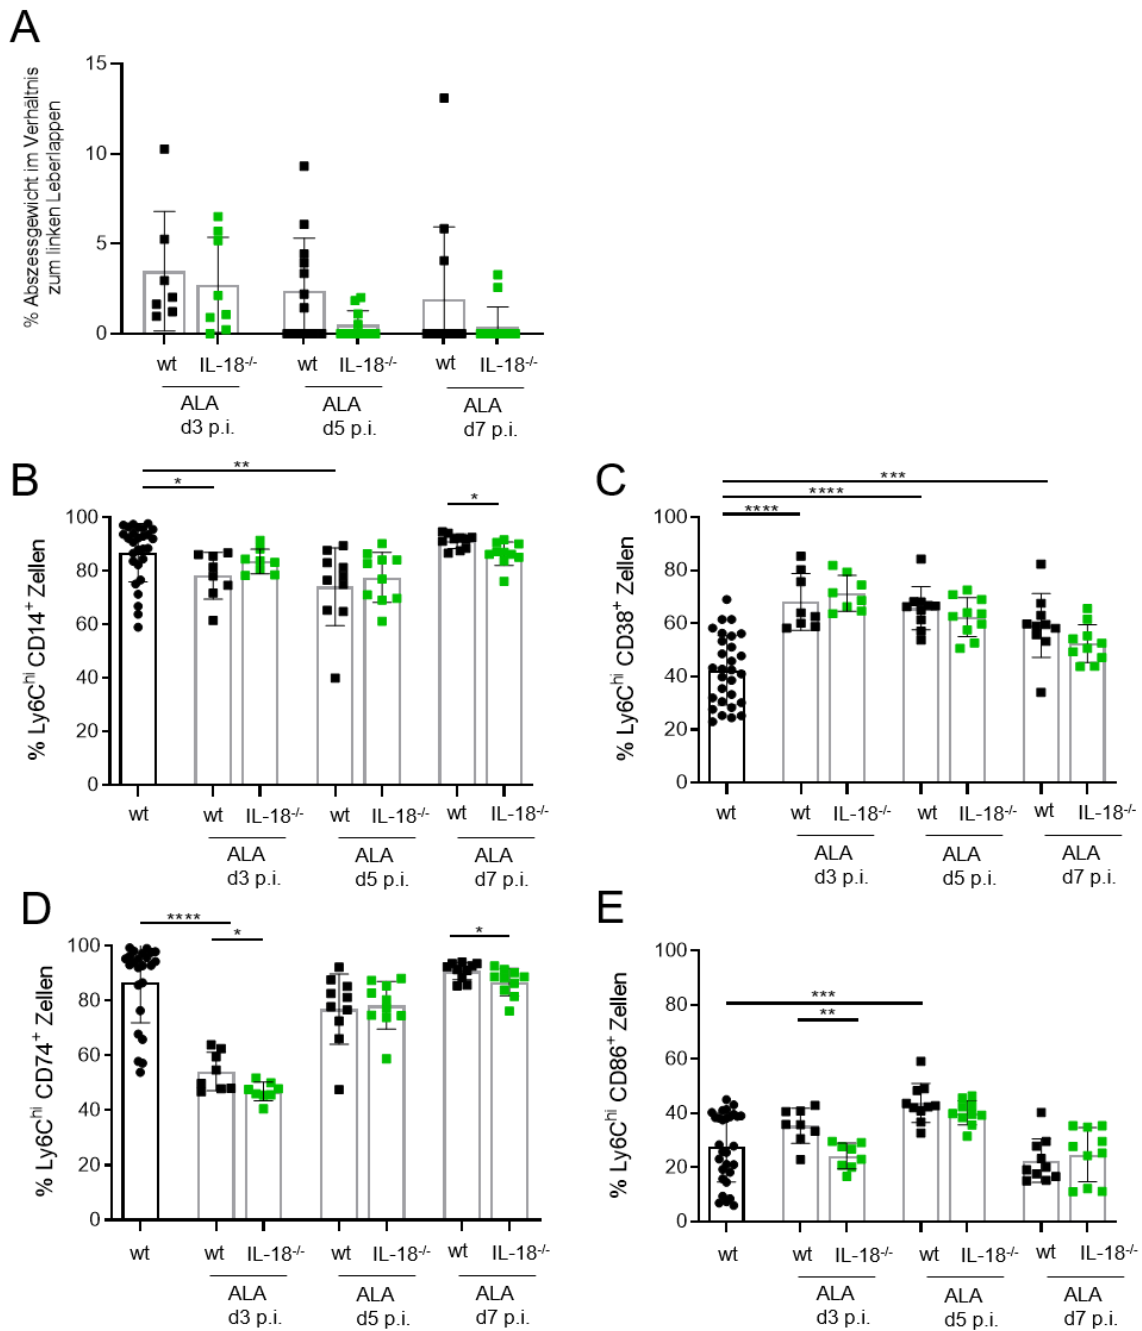 A
% Abszessgewicht im Verhältnis
zum linken Leberlappen
15
10
5
0
wt IL-18-/- wt IL-18-/- wt IL-18-/-
ALA ALA ALA
d3 p.i. d5 p.i. d7 p.i.
B
% Ly6Chi CD14+ Zellen
** 
* *
100
80
60
40
20
0
wt wt IL-18-/- wt IL-18-/- wt IL-18-/-
ALA ALA ALA
d3 p.i. d5 p.i. d7 p.i.
C
% Ly6Chi CD38+ Zellen
***
****
****
100
80
60
40
20
0
wt wt IL-18-/- wt IL-18-/- wt IL-18-/-
ALA ALA ALA
d3 p.i. d5 p.i. d7 p.i.
D
% Ly6Chi CD74+ Zellen
****
* *
100
80
60
40
20
0
wt wt IL-18-/- wt IL-18-/- wt IL-18-/-
ALA ALA ALA
d3 p.i. d5 p.i. d7 p.i.
E
% Ly6Chi CD86+ Zellen
***
**
100
80
60
40
20
0
wt wt IL-18-/- wt IL-18-/- wt IL-18-/-
ALA ALA ALA
d3 p.i. d5 p.i. d7 p.i.